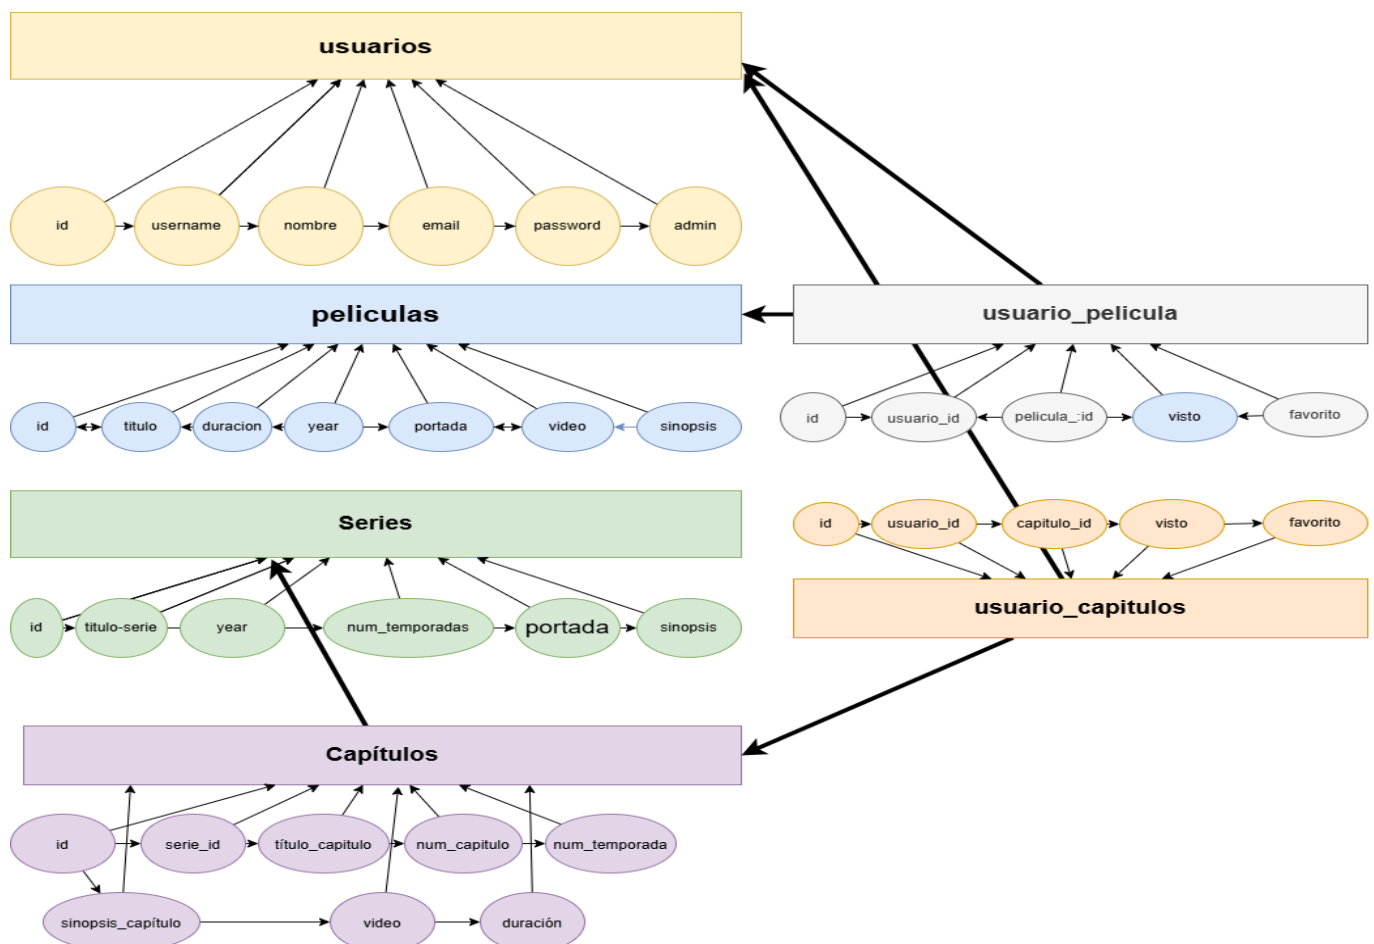 usuarios
id
username
nombre
email
password
admin
peliculas
id
titulo
duracion
year
portada
video
sinopsis
usuario_pelicula
id
usuario_id
pelicula_:id
visto
favorito
Series
id
titulo-serie
year
num_temporadas
portada
sinopsis
id
usuario_id
capitulo_id
visto
favorito
usuario_capitulos
Capítulos
id
serie_id
título_capitulo
num_capitulo
num_temporada
sinopsis_capítulo
video
duración